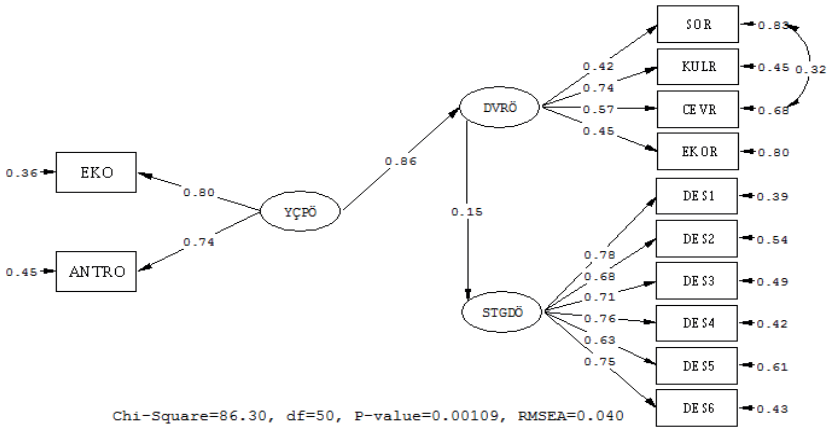 SOR
0.83
0.42
KULR
0.45
0.32
0.74
DVRÖ
CEVR
0.68
0.57
EKOR
0.80
0.45
0.86
0.36
EKO
0.80
YÇPÖ
0.74
0.45
ANTRO
0.15
DES1
0.39
0.78
DES2
0.54
0.68
DES3
0.49
0.71
STGDÖ
DES4
0.42
0.76
DES5
0.61
0.63
DES6
0.43
0.75
Chi-Square=86.30, df=50, P-value=0.00109, RMSEA=0.040